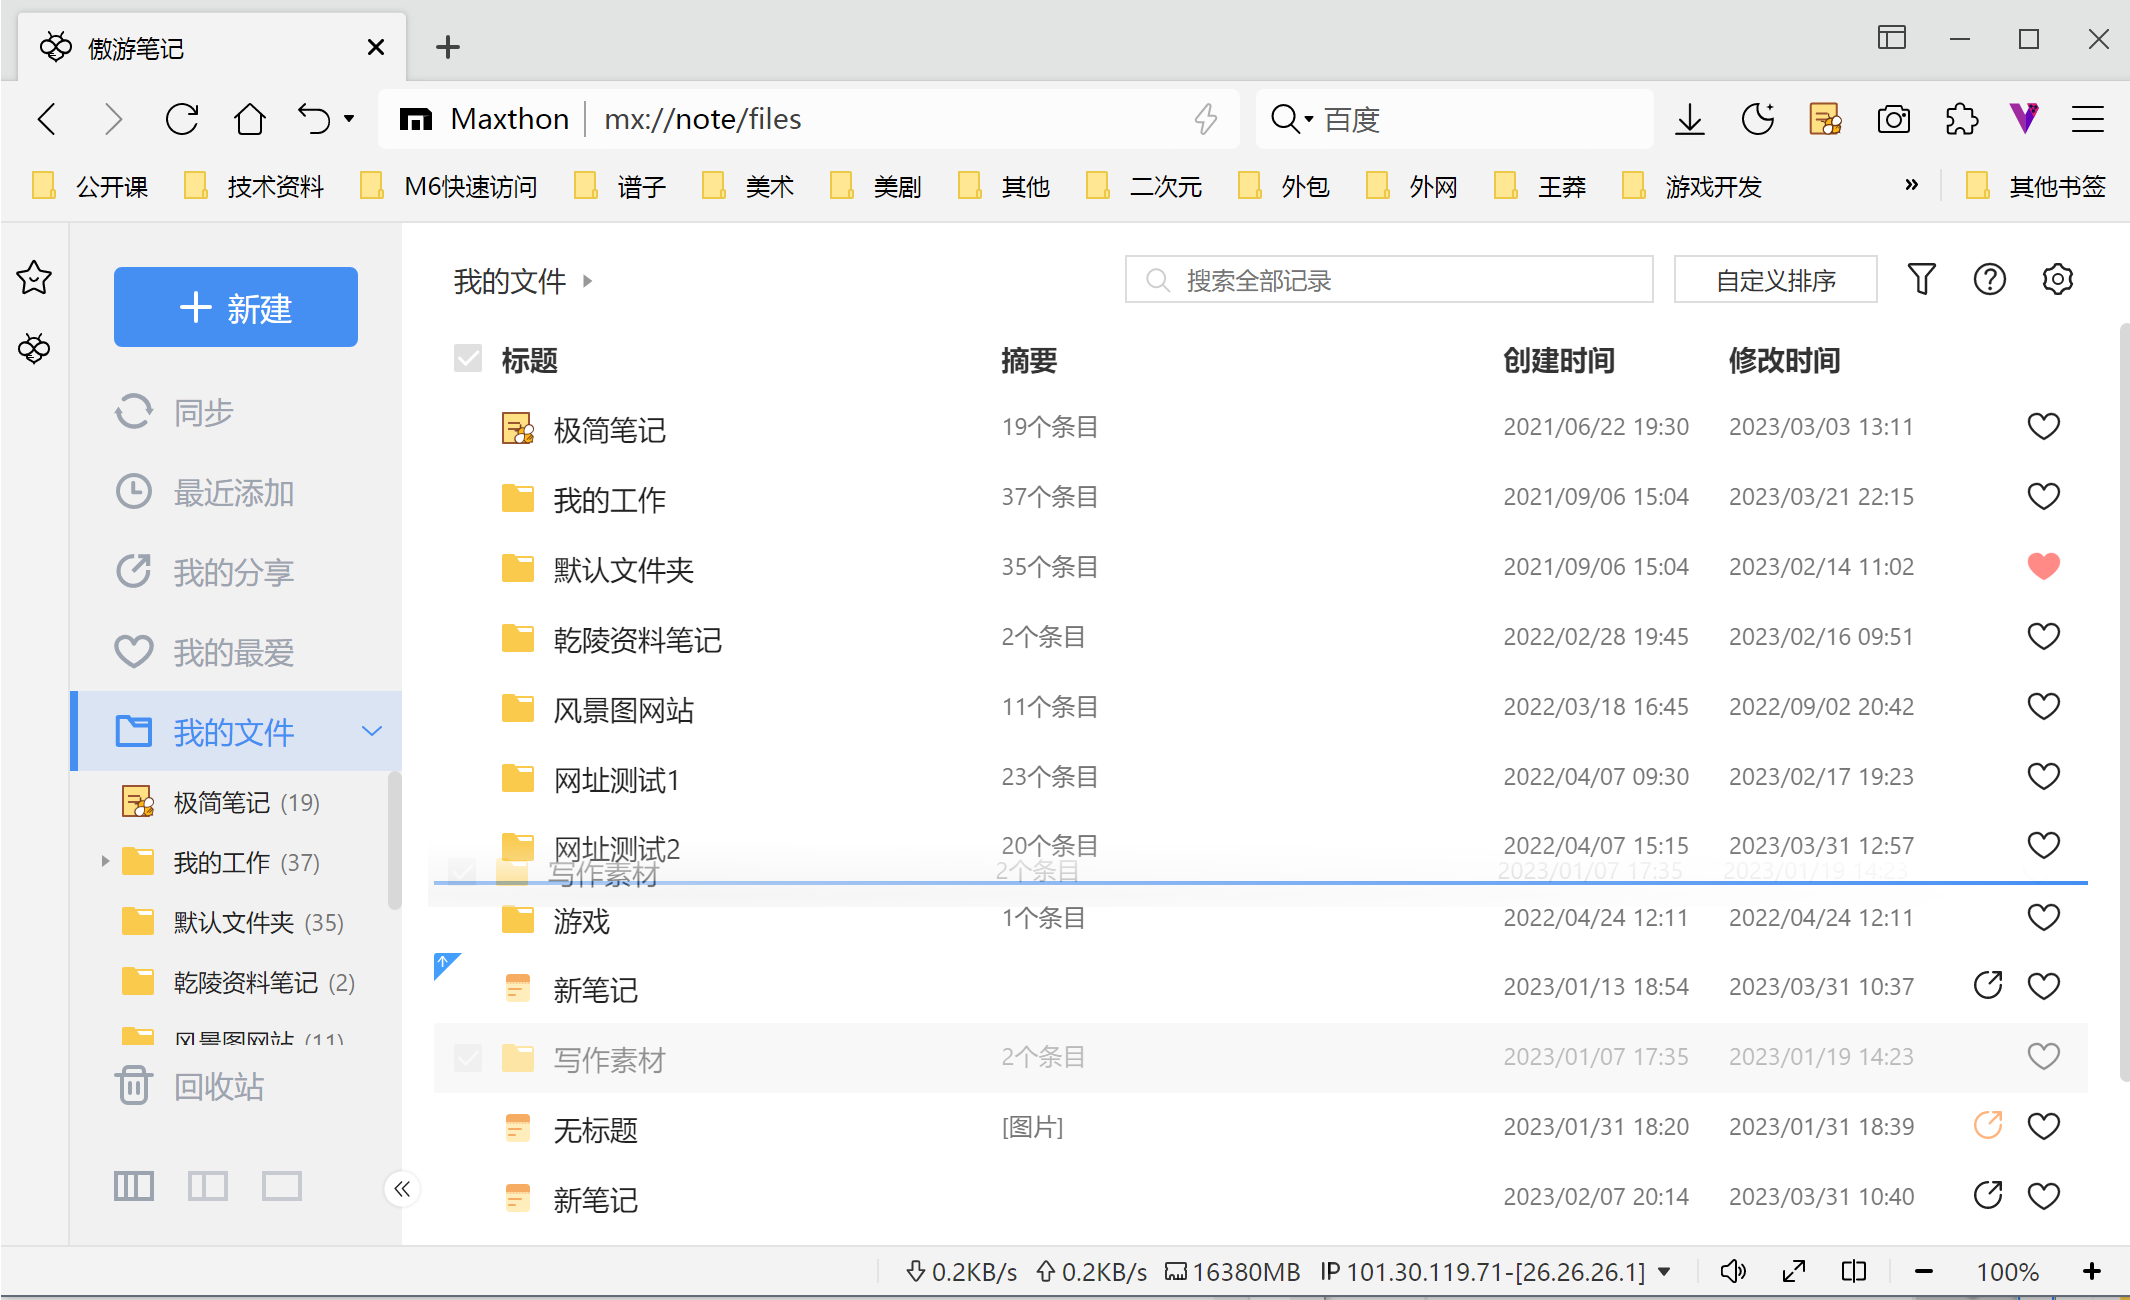 傲游笔记
Maxthon mx://note/files 百度
公开课 技术资料 M6快速访问 谱子 美术 美剧 其他 二次元 外包 外网 王莽 游戏开发 » 其他书签
新建
同步
最近添加
我的分享
我的最爱
我的文件
极简笔记 (19)
我的工作 (37)
默认文件夹 (35)
乾陵资料笔记 (2)
风景图网站 (11)
回收站
我的文件 搜索全部记录 自定义排序
标题 摘要 创建时间 修改时间
极简笔记 19个条目 2021/06/22 19:30 2023/03/03 13:11
我的工作 37个条目 2021/09/06 15:04 2023/03/21 22:15
默认文件夹 35个条目 2021/09/06 15:04 2023/02/14 11:02
乾陵资料笔记 2个条目 2022/02/28 19:45 2023/02/16 09:51
风景图网站 11个条目 2022/03/18 16:45 2022/09/02 20:42
网址测试1 23个条目 2022/04/07 09:30 2023/02/17 19:23
网址测试2 20个条目 2022/04/07 15:15 2023/03/31 12:57
写作素材 2个条目 2023/01/07 17:35 2023/01/19 14:23
游戏 1个条目 2022/04/24 12:11 2022/04/24 12:11
新笔记 2023/01/13 18:54 2023/03/31 10:37
写作素材 2个条目 2023/01/07 17:35 2023/01/19 14:23
无标题 [图片] 2023/01/31 18:20 2023/01/31 18:39
新笔记 2023/02/07 20:14 2023/03/31 10:40
0.2KB/s 0.2KB/s 16380MB IP 101.30.119.71-[26.26.26.1] 100%